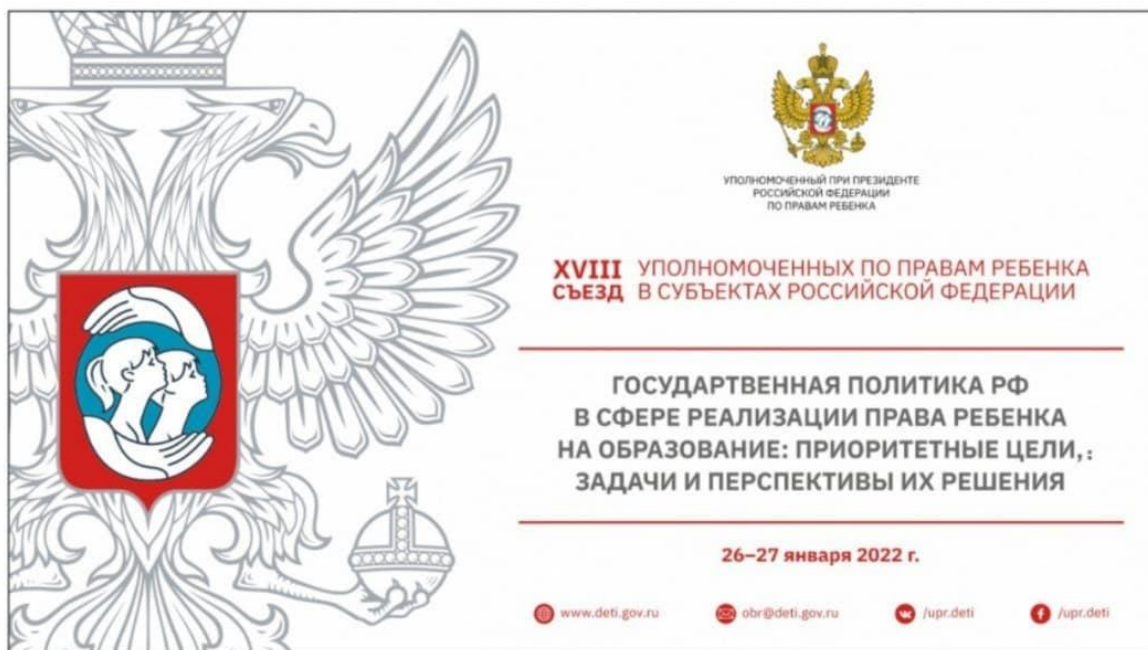 УПОЛНОМОЧЕННЫЙ ПРИ ПРЕЗИДЕНТЕ
РОССИЙСКОЙ ФЕДЕРАЦИИ
ПО ПРАВАМ РЕБЕНКА
XVIII УПОЛНОМОЧЕННЫХ ПО ПРАВАМ РЕБЕНКА
СЪЕЗД В СУБЪЕКТАХ РОССИЙСКОЙ ФЕДЕРАЦИИ
ГОСУДАРТВЕННАЯ ПОЛИТИКА РФ
В СФЕРЕ РЕАЛИЗАЦИИ ПРАВА РЕБЕНКА
НА ОБРАЗОВАНИЕ: ПРИОРИТЕТНЫЕ ЦЕЛИ,:
ЗАДАЧИ И ПЕРСПЕКТИВЫ ИХ РЕШЕНИЯ
26–27 января 2022 г.
www.deti.gov.ru obr@deti.gov.ru /upr.deti /upr.deti